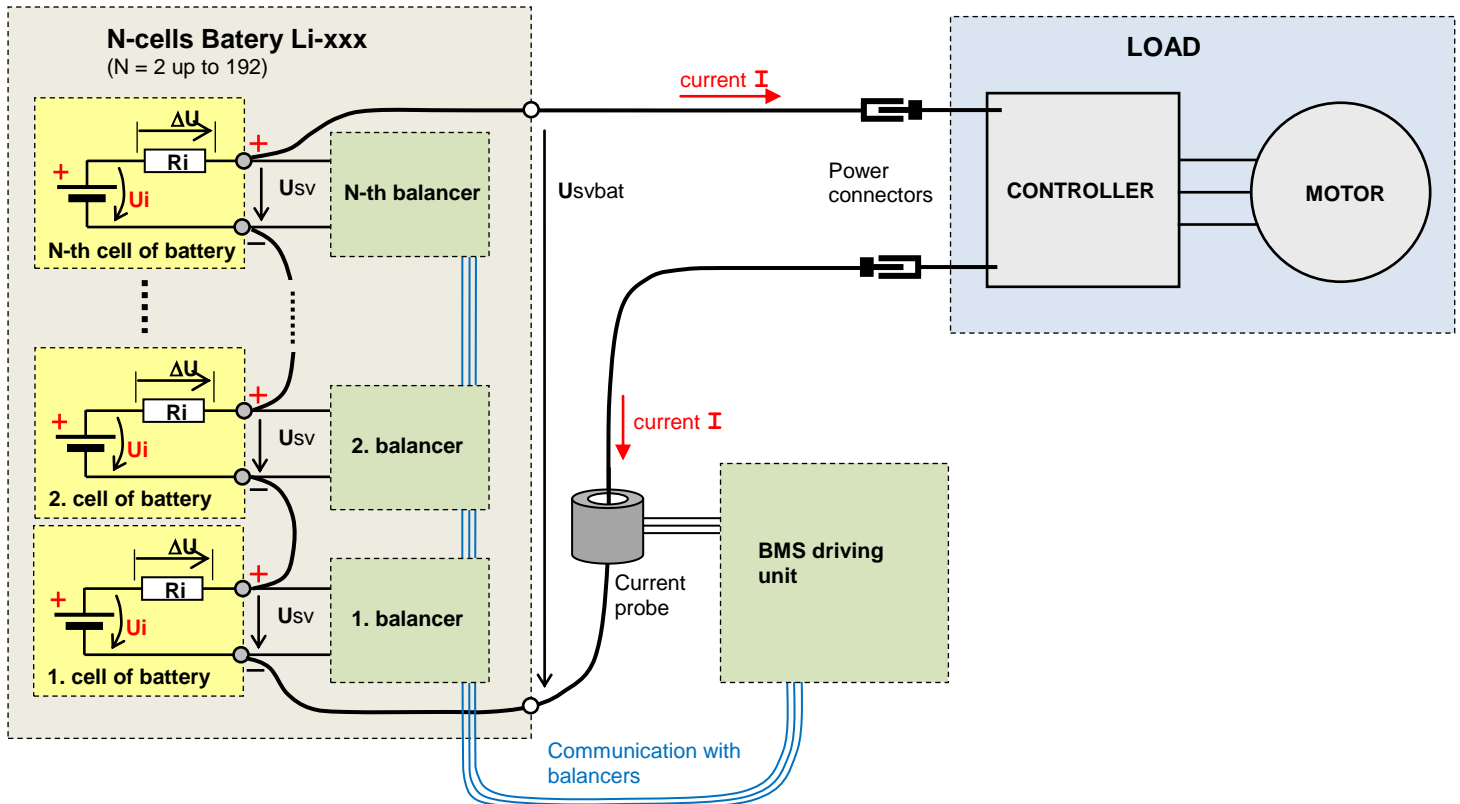 N-cells Batery Li-xxx
(N = 2 up to 192)
ΔU
Ri
+
+
Ui
Usv
–
N-th cell of battery
N-th balancer
ΔU
Ri
+
+
Ui
Usv
–
2. cell of battery
2. balancer
ΔU
Ri
+
+
Ui
Usv
–
1. cell of battery
1. balancer
Usvbat
current I
Power
connectors
LOAD
CONTROLLER
MOTOR
current I
Current
probe
BMS driving
unit
Communication with
balancers